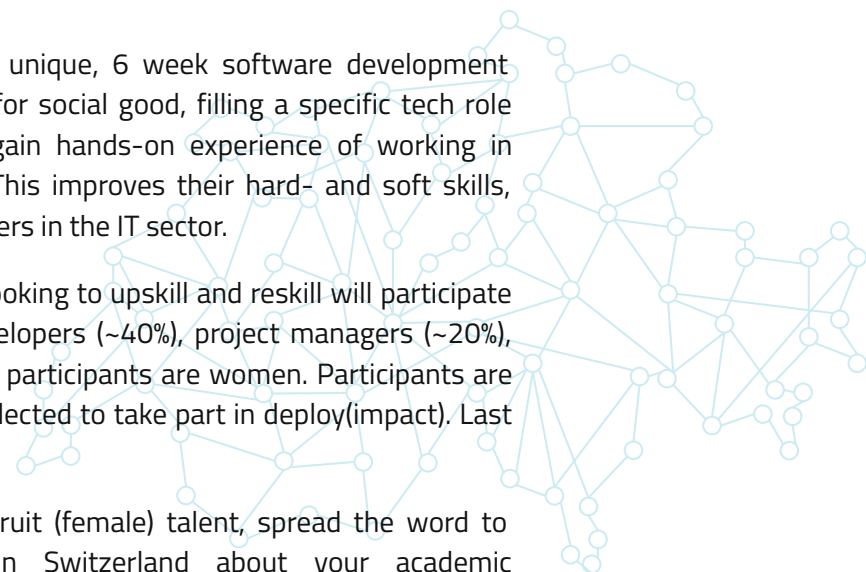 unique, 6 week software development
for social good, filling a specific tech role
gain hands-on experience of working in
This improves their hard- and soft skills,
ers in the IT sector.
ooking to upskill and reskill will participate
velopers (~40%), project managers (~20%),
participants are women. Participants are
lected to take part in deploy(impact). Last
ruit (female) talent, spread the word to
n Switzerland about your academic